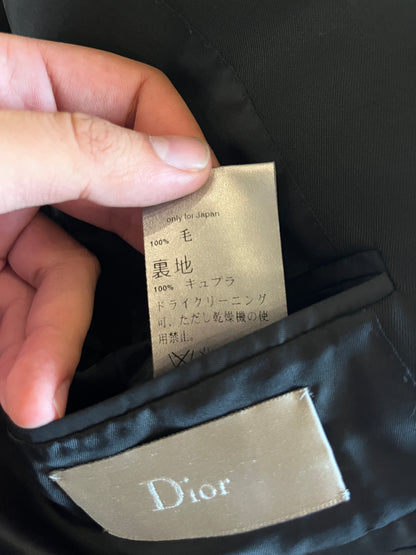 only for Japan
100% 毛
裏地
100% キュプラ
ドライクリーニング
可、ただし乾燥機の使
用禁止。
Dior